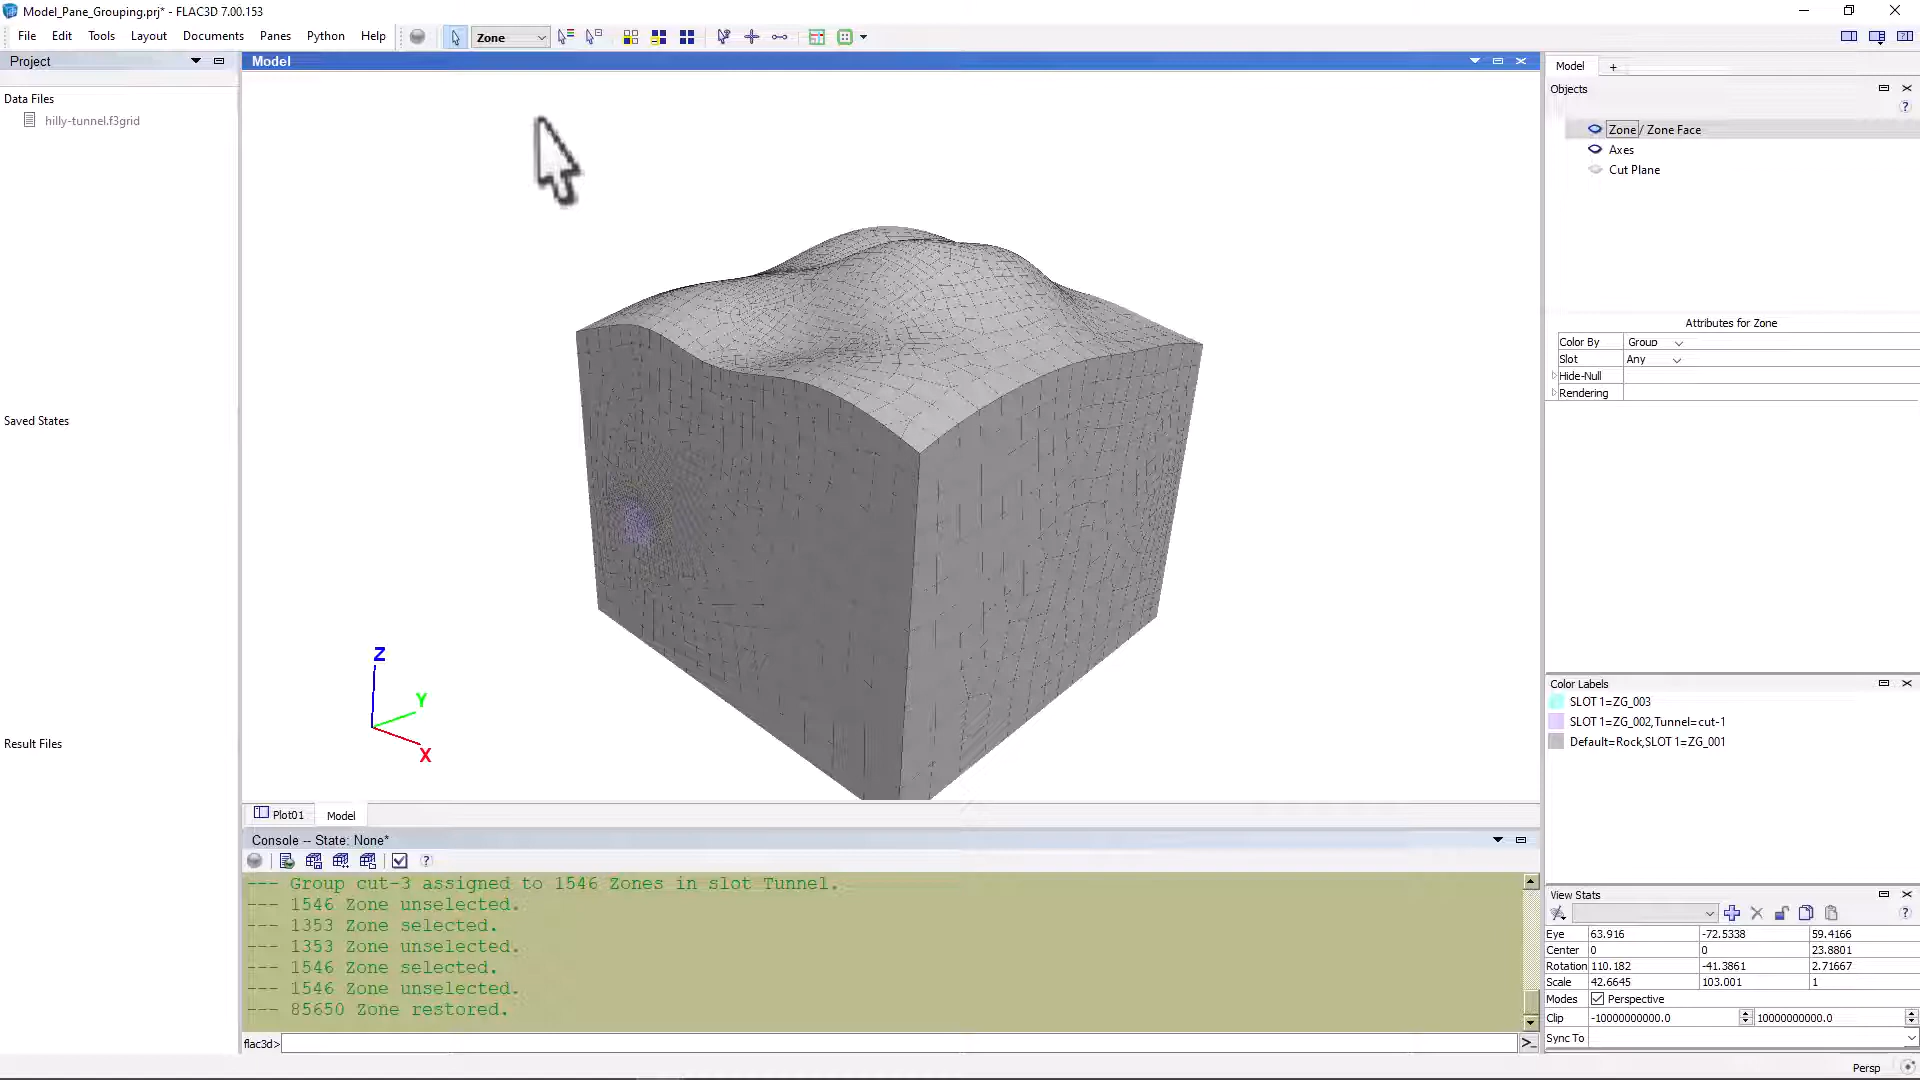 Model_Pane_Grouping.prj* - FLAC3D 7.00.153
File Edit Tools Layout Documents Panes Python Help Zone
Project
Model
Model +
Data Files
hilly-tunnel.f3grid
Saved States
Result Files
Objects
?
Zone / Zone Face
Axes
Cut Plane
Attributes for Zone
Color By Group
Slot Any
Hide-Null
Rendering
Color Labels
SLOT 1=ZG_003
SLOT 1=ZG_002,Tunnel=cut-1
Default=Rock,SLOT 1=ZG_001
Z
Y
X
Plot01 Model
Console -- State: None*
?
--- Group cut-3 assigned to 1546 Zones in slot Tunnel.
--- 1546 Zone unselected.
--- 1353 Zone selected.
--- 1353 Zone unselected.
--- 1546 Zone selected.
--- 1546 Zone unselected.
--- 85650 Zone restored.
flac3d>
>_
View Stats
?
Eye 63.916 -72.5338 59.4166
Center 0 0 23.8801
Rotation 110.182 -41.3861 2.71667
Scale 42.6645 103.001 1
Modes Perspective
Clip -10000000000.0 10000000000.0
Sync To
Persp